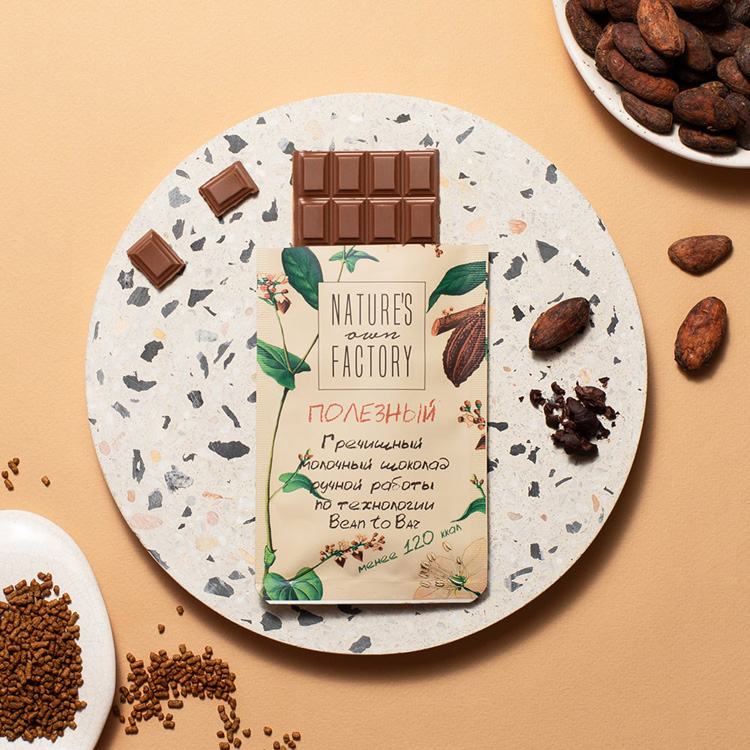 NATURE'S
own
FACTORY
ПОЛЕЗНЫЙ
Гречишный
молочный шоколад
ручной работы
по технологии
Bean to Bar
менее 120 ккал